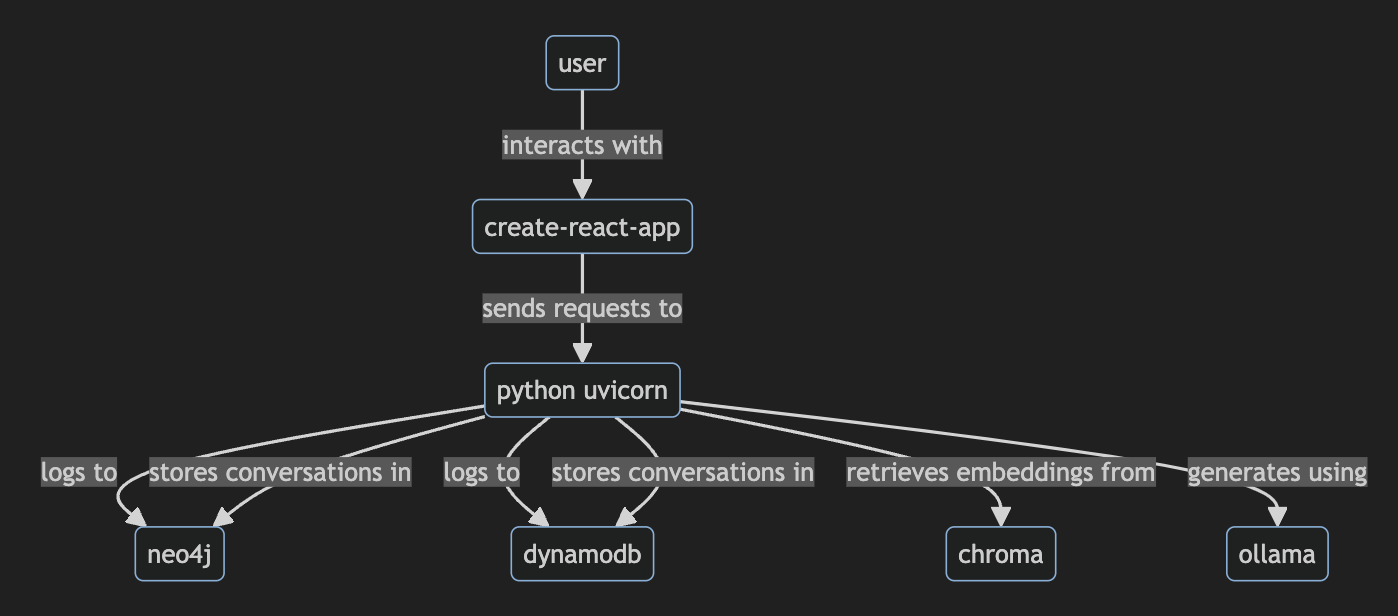 user
interacts with
create-react-app
sends requests to
python uvicorn
logs to
stores conversations in
logs to
stores conversations in
retrieves embeddings from
generates using
neo4j
dynamodb
chroma
ollama